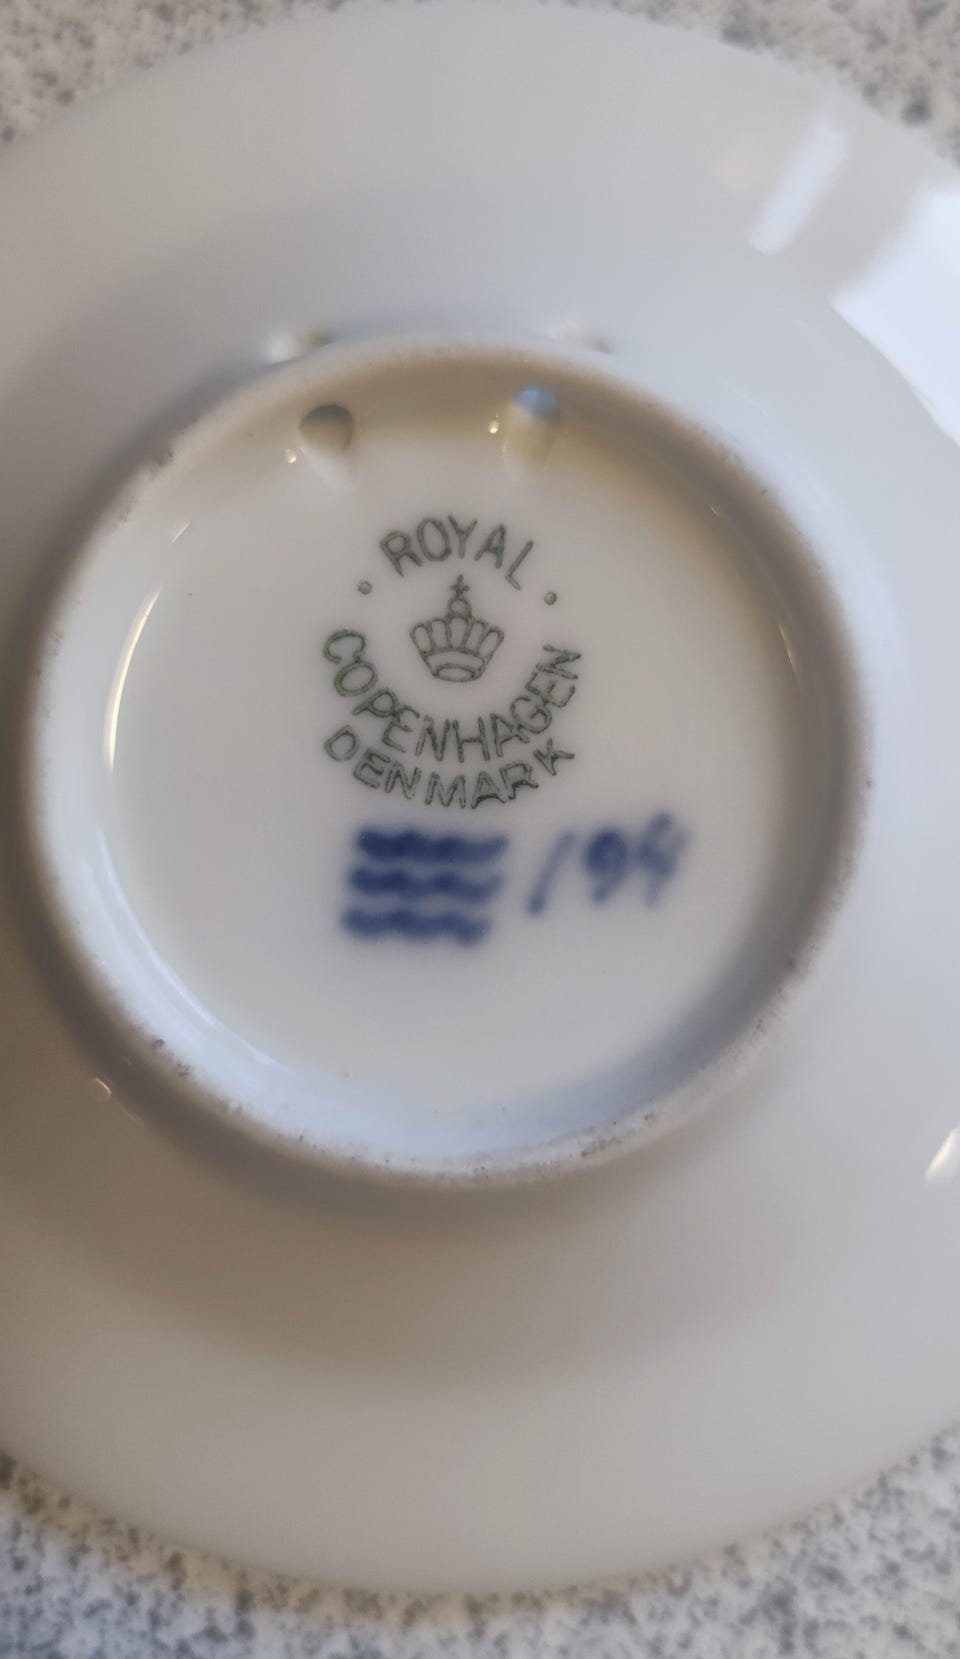 ROYAL
COPENHAGEN
DENMARK
/94